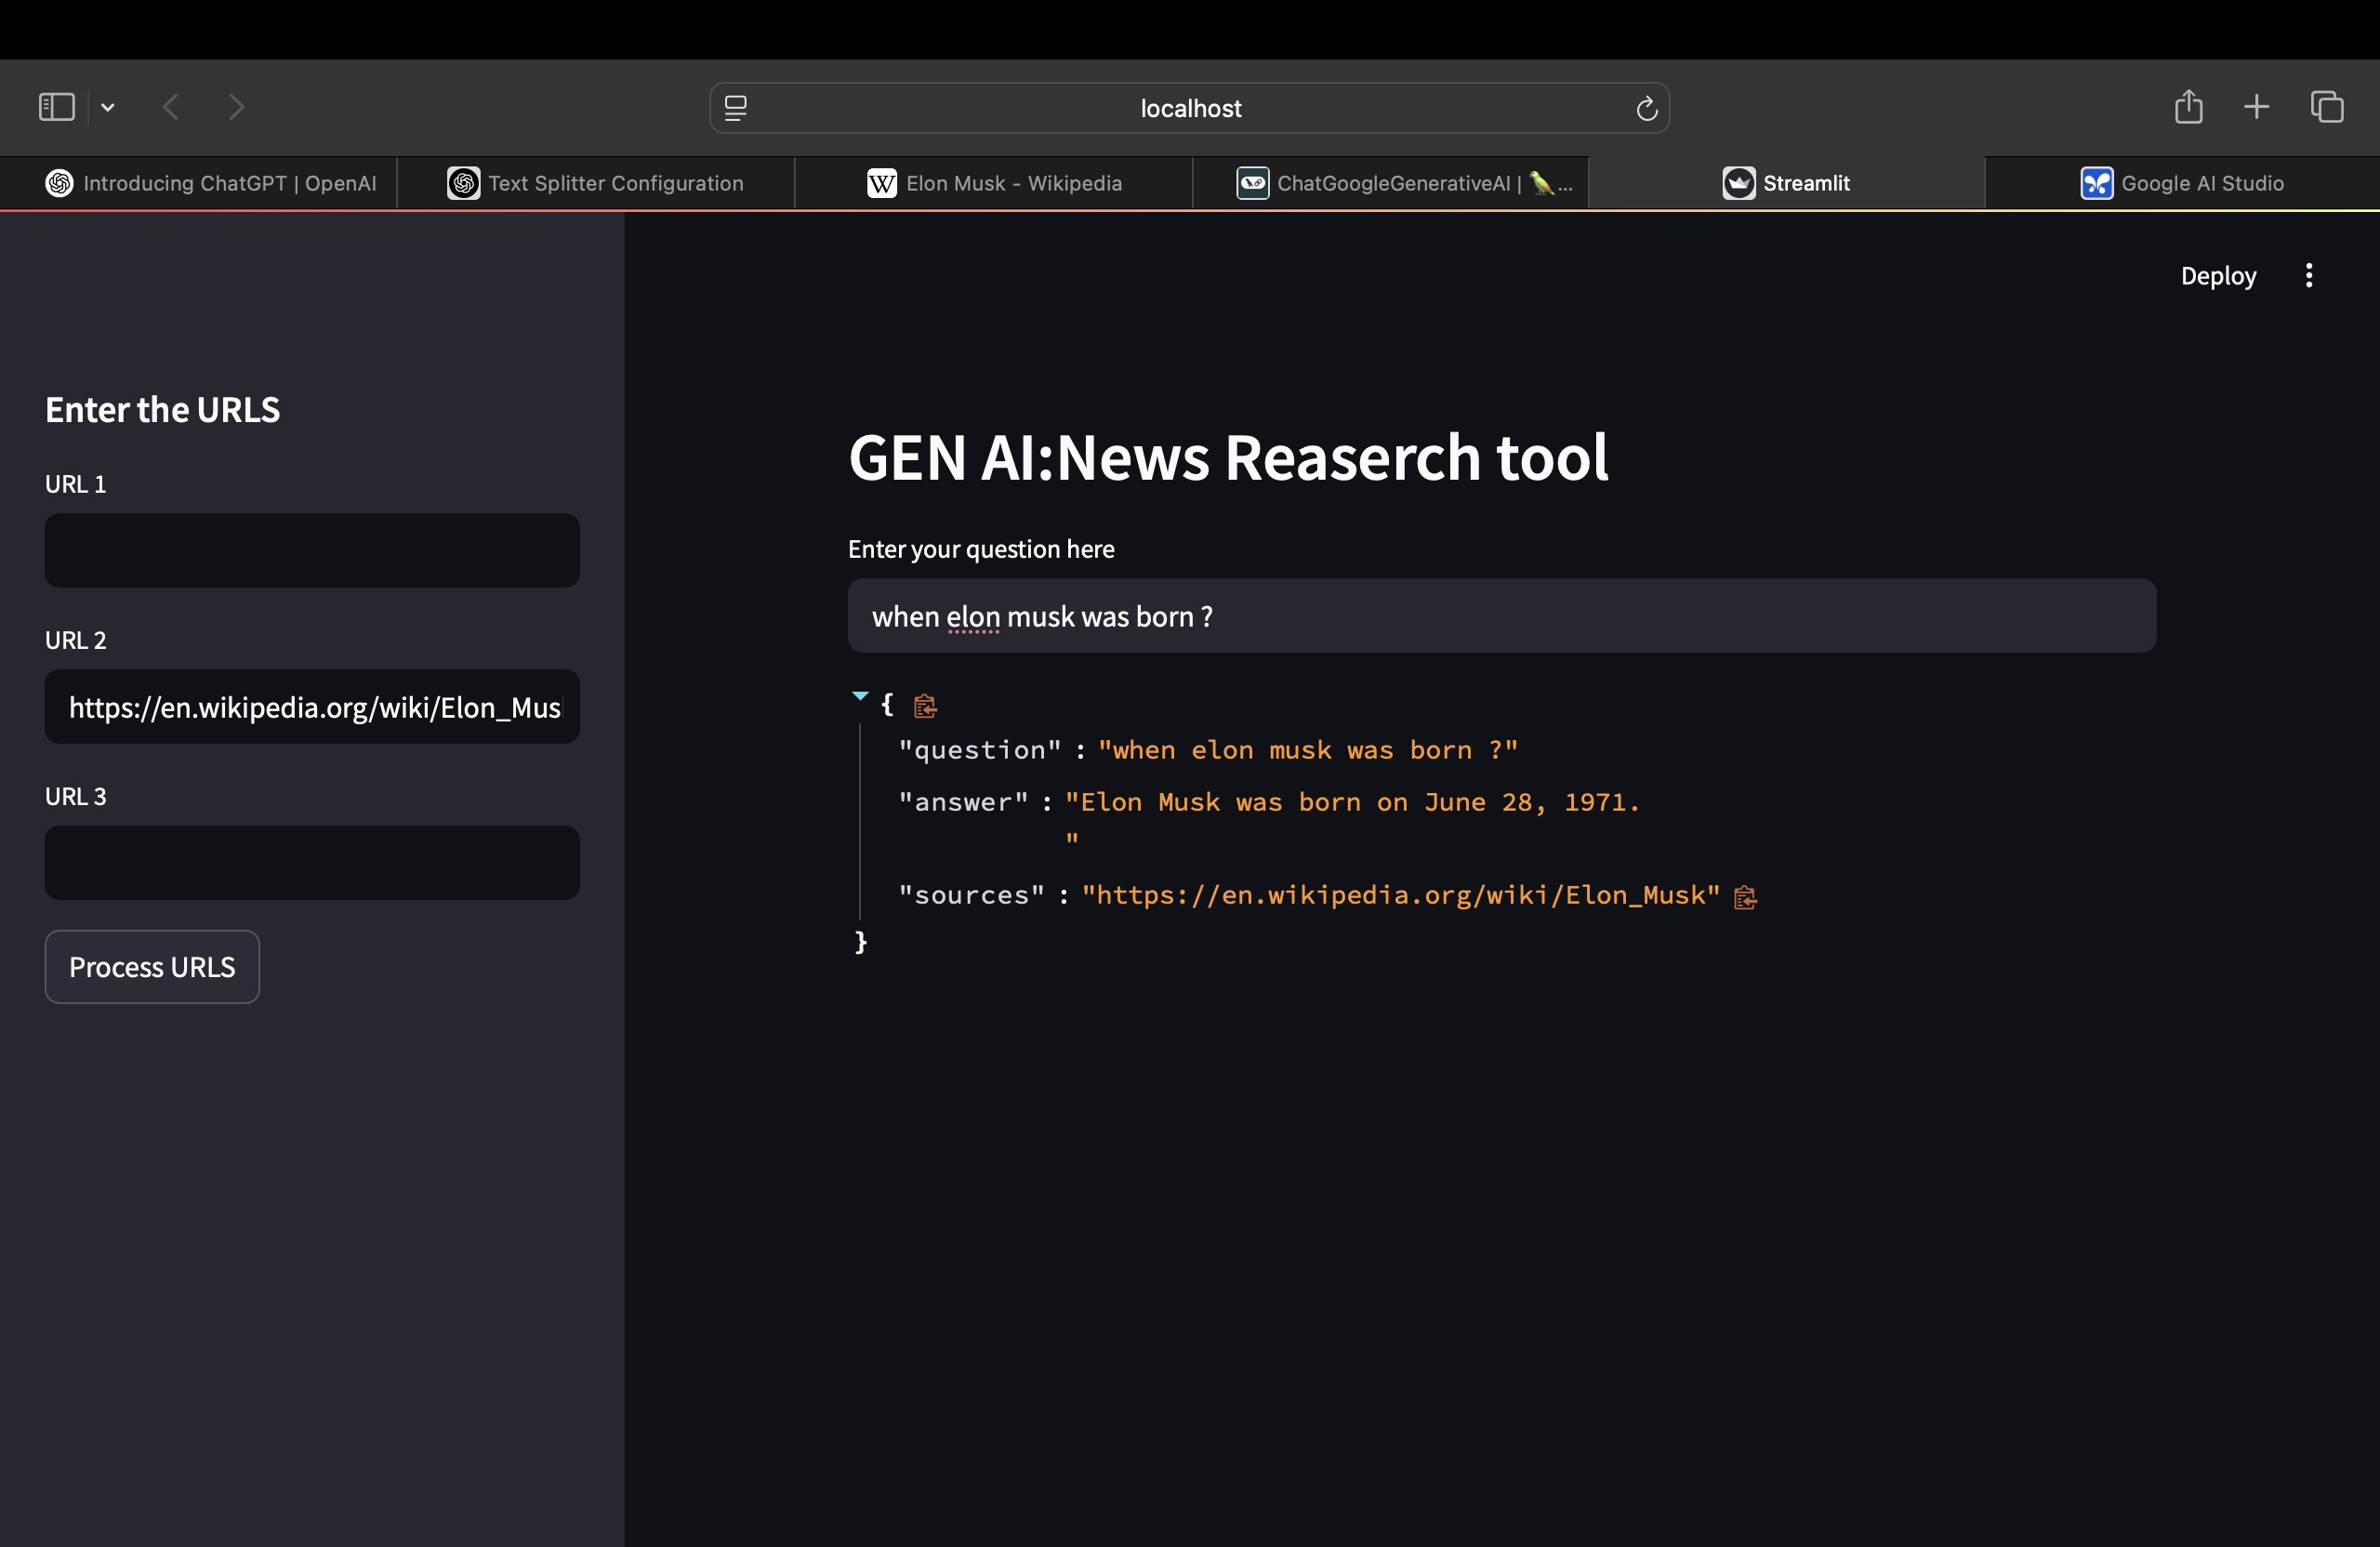 localhost
Introducing ChatGPT | OpenAI
Text Splitter Configuration
W Elon Musk - Wikipedia
ChatGoogleGenerativeAI | 🦜...
Streamlit
Google AI Studio
Deploy
Enter the URLS
URL 1
URL 2
https://en.wikipedia.org/wiki/Elon_Mus
URL 3
Process URLS
GEN AI:News Reaserch tool
Enter your question here
when elon musk was born ?
{
"question" : "when elon musk was born ?"
"answer" : "Elon Musk was born on June 28, 1971.
"
"sources" : "https://en.wikipedia.org/wiki/Elon_Musk"
}